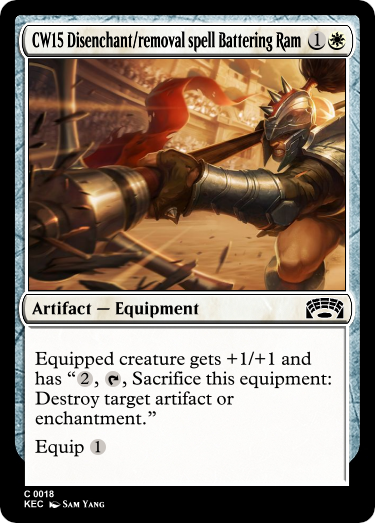 CW15 Disenchant/removal spell Battering Ram 1
Artifact — Equipment
Equipped creature gets +1/+1 and
has “2, , Sacrifice this equipment:
Destroy target artifact or
enchantment.”
Equip 1
C 0018
KEC Sam Yang